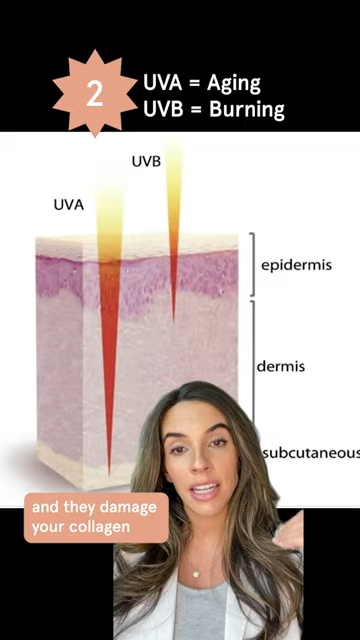 2
UVA = Aging
UVB = Burning
UVB
UVA
epidermis
dermis
subcutaneous
and they damage
your collagen